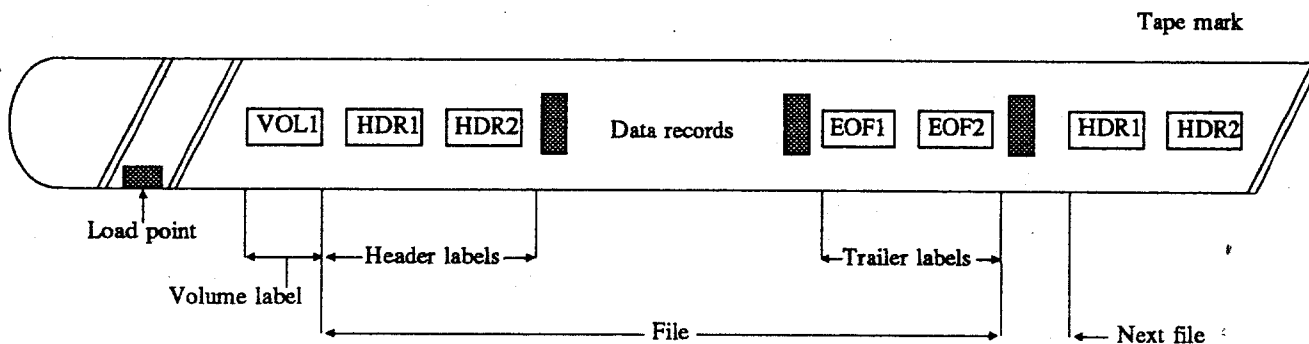 Tape mark
VOL1 HDR1 HDR2 Data records EOF1 EOF2 HDR1 HDR2
Load point
Header labels
Trailer labels
Volume label
File
Next file